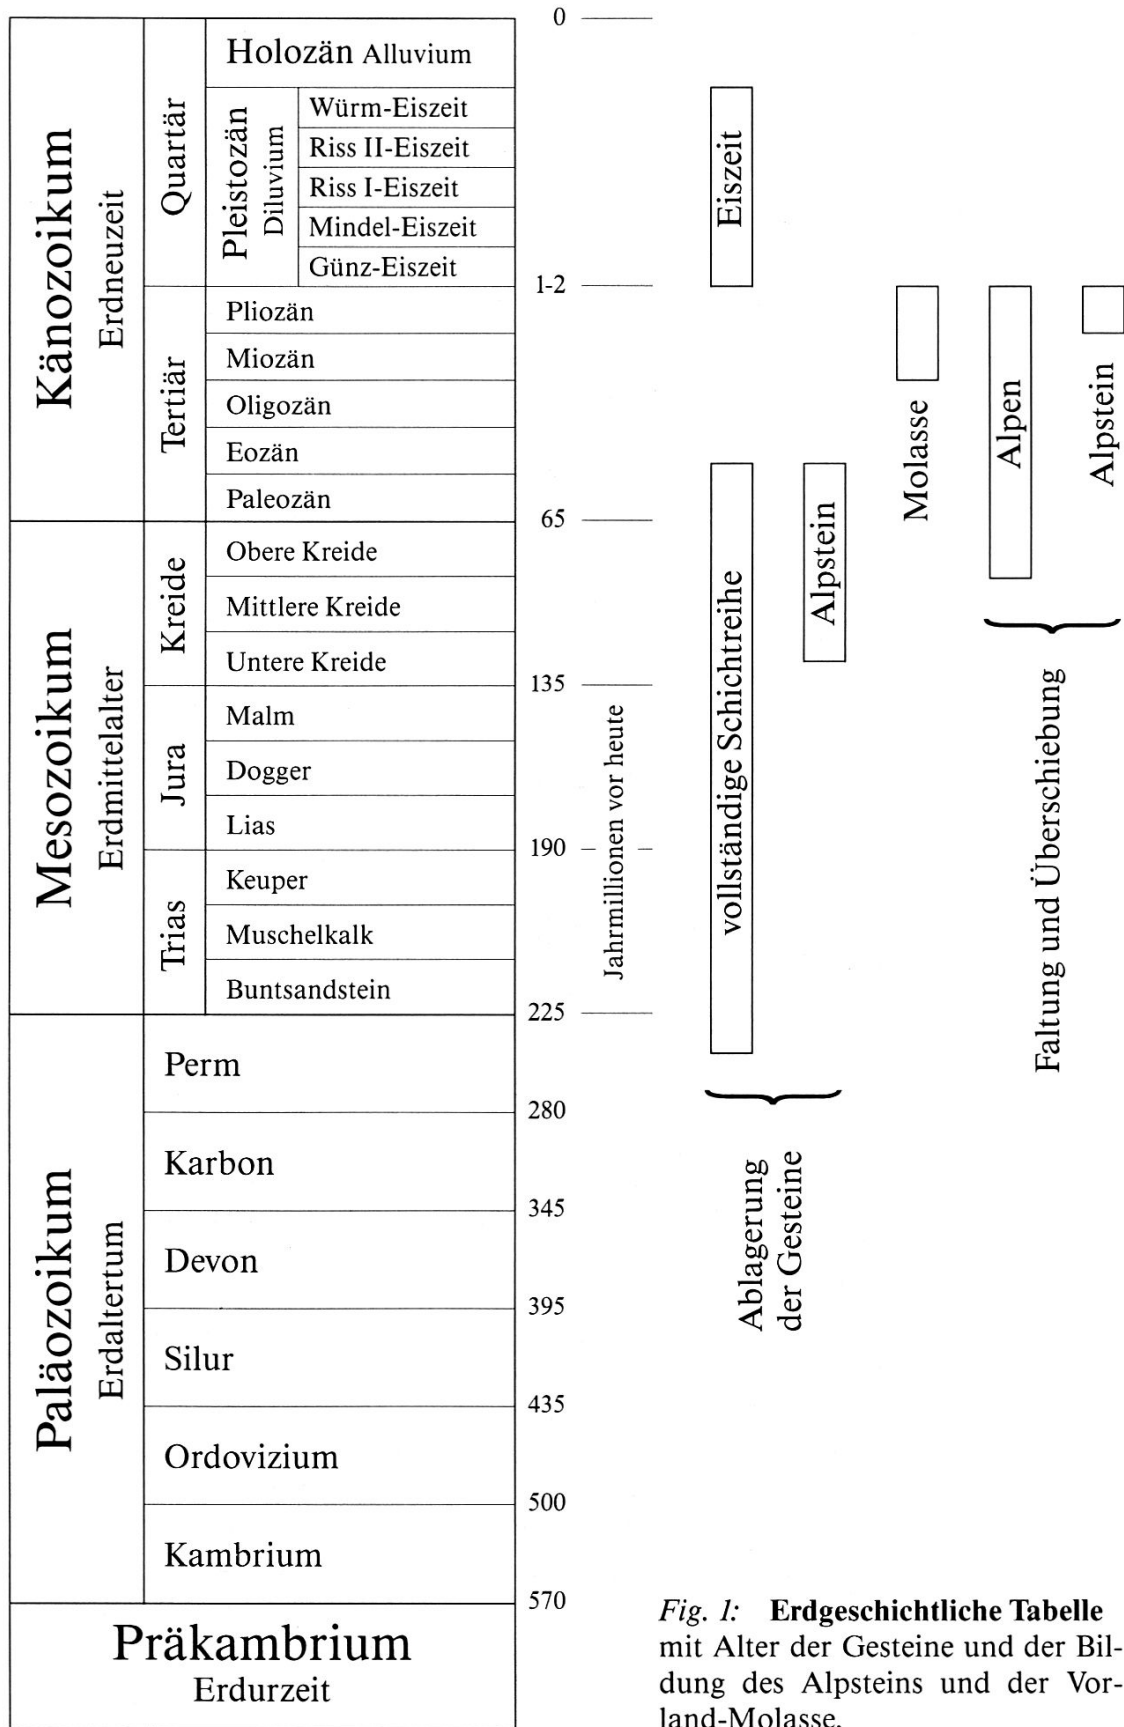 Känozoikum
Erdneuzeit
Quartär
Holozän Alluvium
Pleistozän
Diluvium
Würm-Eiszeit
Riss II-Eiszeit
Riss I-Eiszeit
Mindel-Eiszeit
Günz-Eiszeit
Tertiär
Pliozän
Miozän
Oligozän
Eozän
Paleozän
Mesozoikum
Erdmittelalter
Kreide
Obere Kreide
Mittlere Kreide
Untere Kreide
Jura
Malm
Dogger
Lias
Trias
Keuper
Muschelkalk
Buntsandstein
Paläozoikum
Erdaltertum
Perm
Karbon
Devon
Silur
Ordovizium
Kambrium
Präkambrium
Erdurzeit
0
1-2
65
135
190
225
280
345
395
435
500
570
Jahrmillionen vor heute
Eiszeit
vollständige Schichtreihe
Alpstein
Ablagerung
der Gesteine
Molasse
Alpen
Alpstein
Faltung und Überschiebung
Fig. 1: Erdgeschichtliche Tabelle
mit Alter der Gesteine und der Bil-
dung des Alpsteins und der Vor-
land-Molasse.